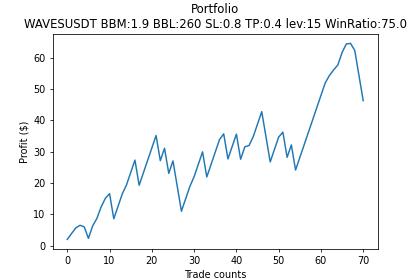 Portfolio
WAVESUSDT BBM:1.9 BBL:260 SL:0.8 TP:0.4 lev:15 WinRatio:75.0
60
50
40
30
20
10
0
Profit ($)
0 10 20 30 40 50 60 70
Trade counts